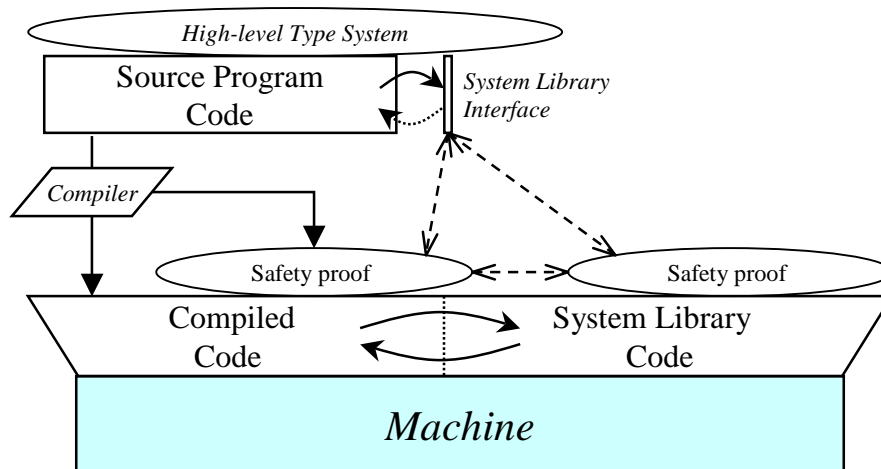 High-level Type System
Source Program
Code
System Library
Interface
Compiler
Safety proof
Safety proof
Compiled
Code
System Library
Code
Machine